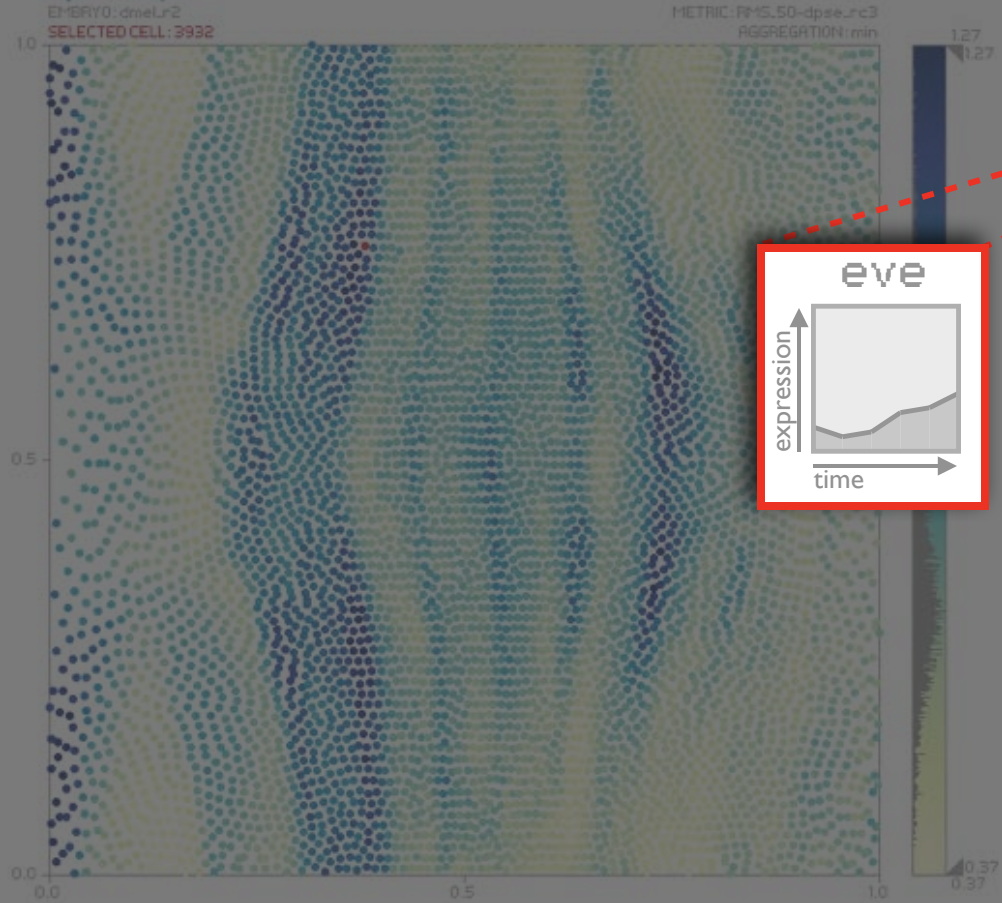 EMBRYO: dmel_r2
METRIC: RMS_50-dpse_rc3
SELECTED CELL: 3932
AGGREGATION: min
1.27
1.27
1.0
0.5
0.0
0.0
0.5
1.0
0.37
0.37
eve
expression
time